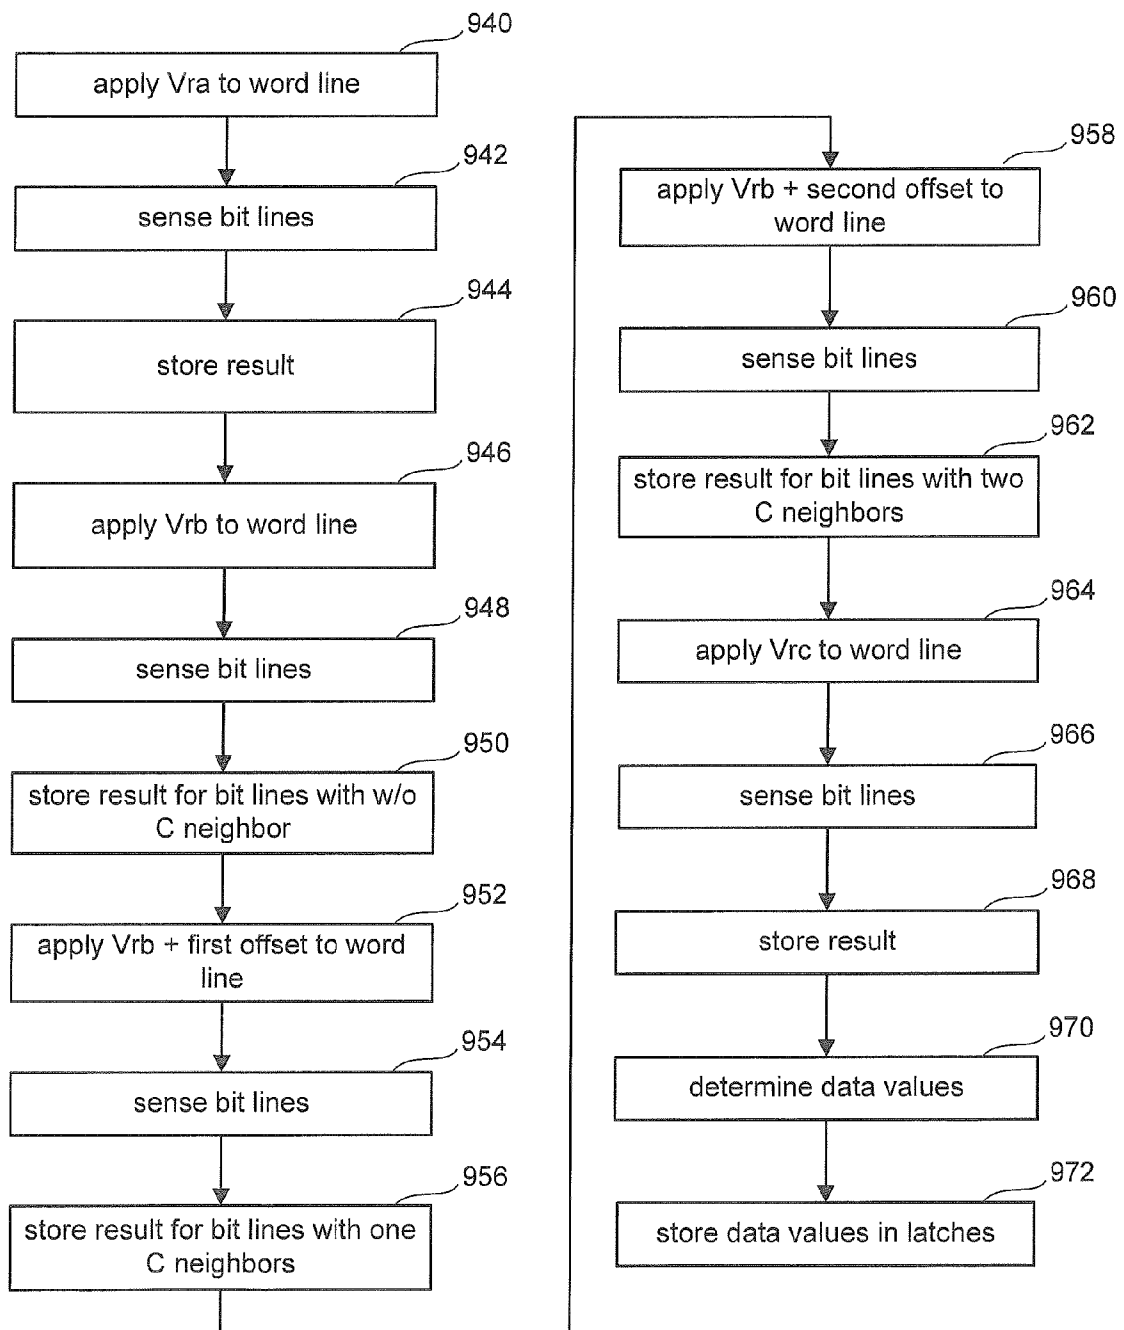 940
apply Vra to word line
942
sense bit lines
944
store result
946
apply Vrb to word line
948
sense bit lines
950
store result for bit lines with w/o
C neighbor
952
apply Vrb + first offset to word
line
954
sense bit lines
956
store result for bit lines with one
C neighbors
958
apply Vrb + second offset to
word line
960
sense bit lines
962
store result for bit lines with two
C neighbors
964
apply Vrc to word line
966
sense bit lines
968
store result
970
determine data values
972
store data values in latches